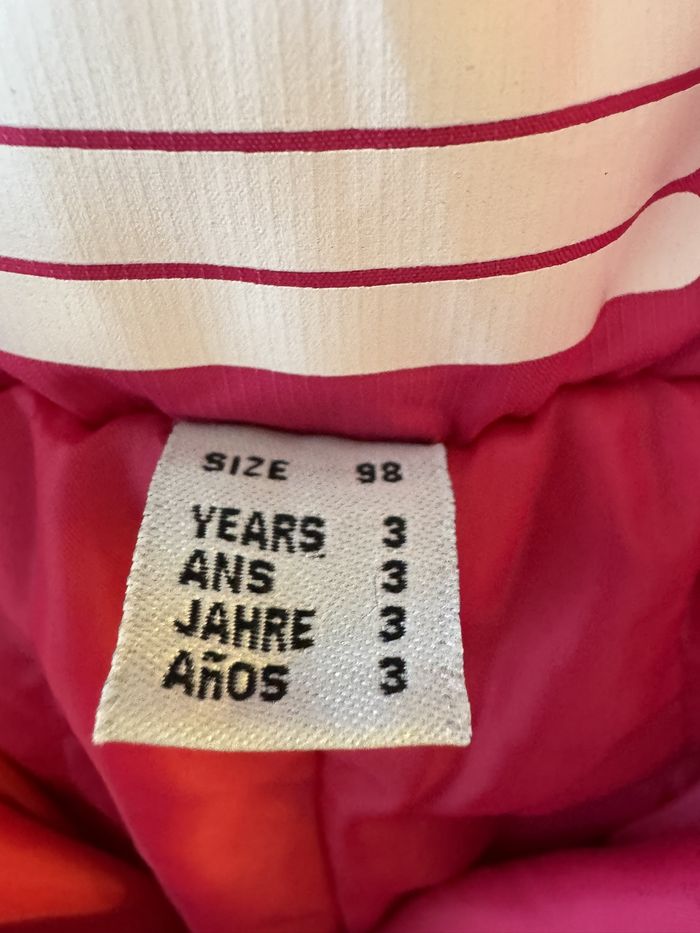 SIZE 98
YEARS 3
ANS 3
JAHRE 3
AñOS 3